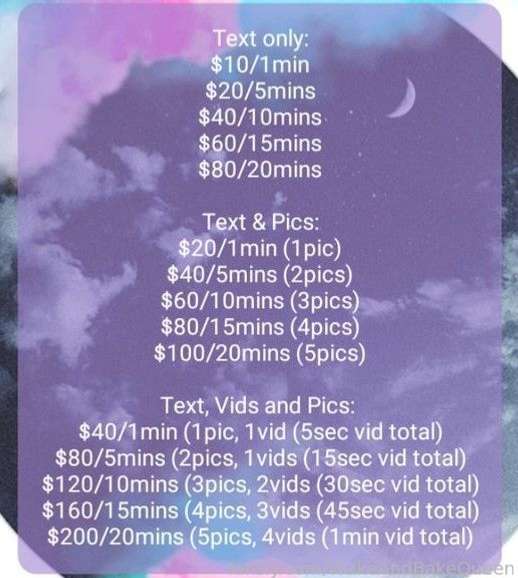 Text only:
$10/1min
$20/5mins
$40/10mins
$60/15mins
$80/20mins
Text & Pics:
$20/1min (1pic)
$40/5mins (2pics)
$60/10mins (3pics)
$80/15mins (4pics)
$100/20mins (5pics)
Text, Vids and Pics:
$40/1min (1pic, 1vid (5sec vid total)
$80/5mins (2pics, 1vids (15sec vid total)
$120/10mins (3pics, 2vids (30sec vid total)
$160/15mins (4pics, 3vids (45sec vid total)
$200/20mins (5pics, 4vids (1min vid total)